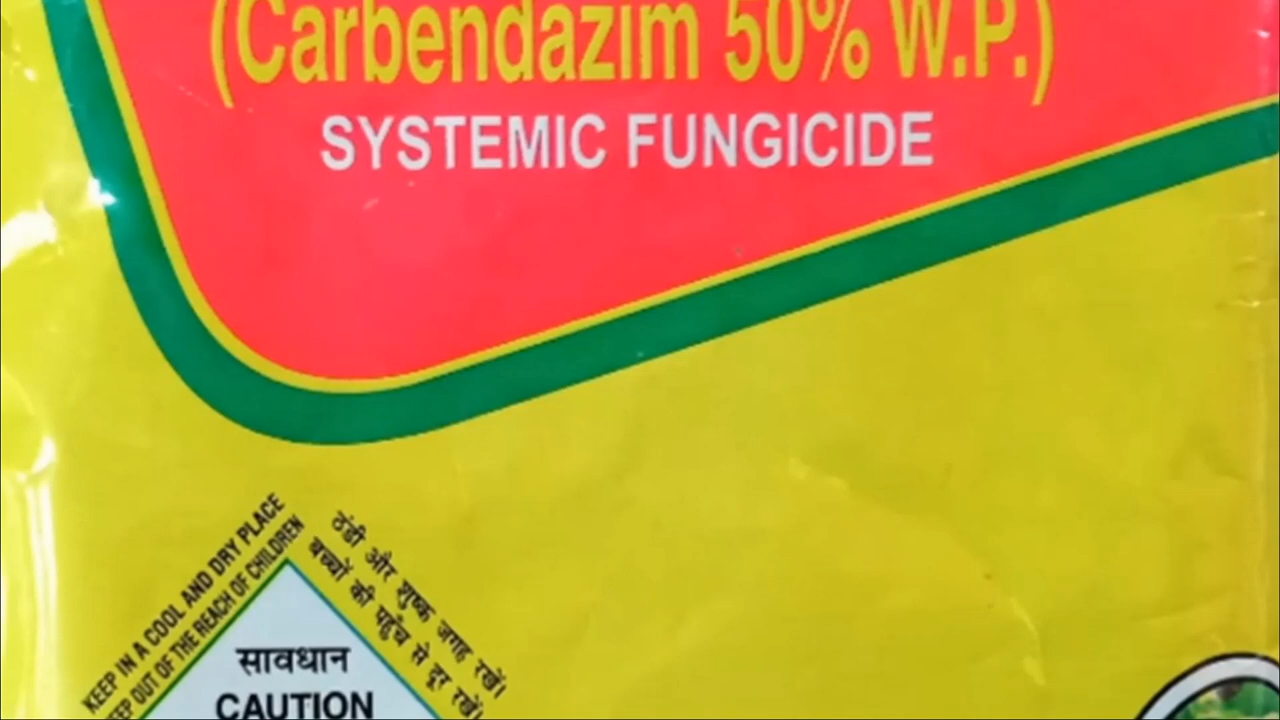 (Carbendazim 50% W.P.)
SYSTEMIC FUNGICIDE
KEEP IN A COOL AND DRY PLACE
KEEP OUT OF THE REACH OF CHILDREN
ठंडी और शुष्क जगह रखें।
बच्चों की पहुँच से दूर रखें।
सावधान
CAUTION